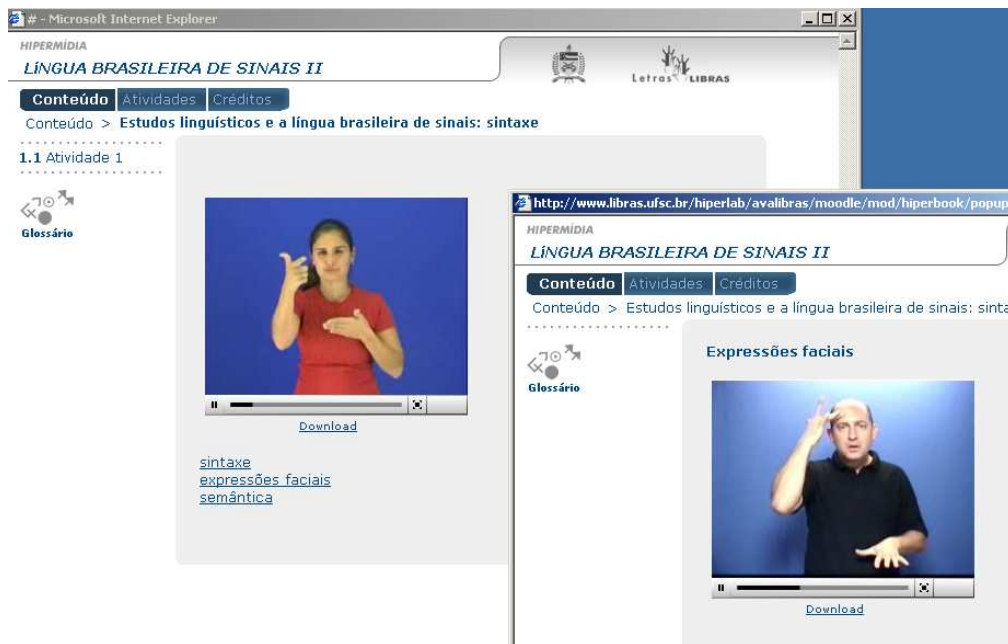 # - Microsoft Internet Explorer
HIPERMÍDIA
LÍNGUA BRASILEIRA DE SINAIS II
Letras LIBRAS
Conteúdo Atividades Créditos
Conteúdo > Estudos linguísticos e a língua brasileira de sinais: sintaxe
1.1 Atividade 1
Glossário
Download
sintaxe
expressões faciais
semântica
http://www.libras.ufsc.br/hiperlab/avalibras/moodle/mod/hiperbook/popup
HIPERMÍDIA
LÍNGUA BRASILEIRA DE SINAIS II
Conteúdo Atividades Créditos
Conteúdo > Estudos linguísticos e a língua brasileira de sinais: sinta
Glossário
Expressões faciais
Download